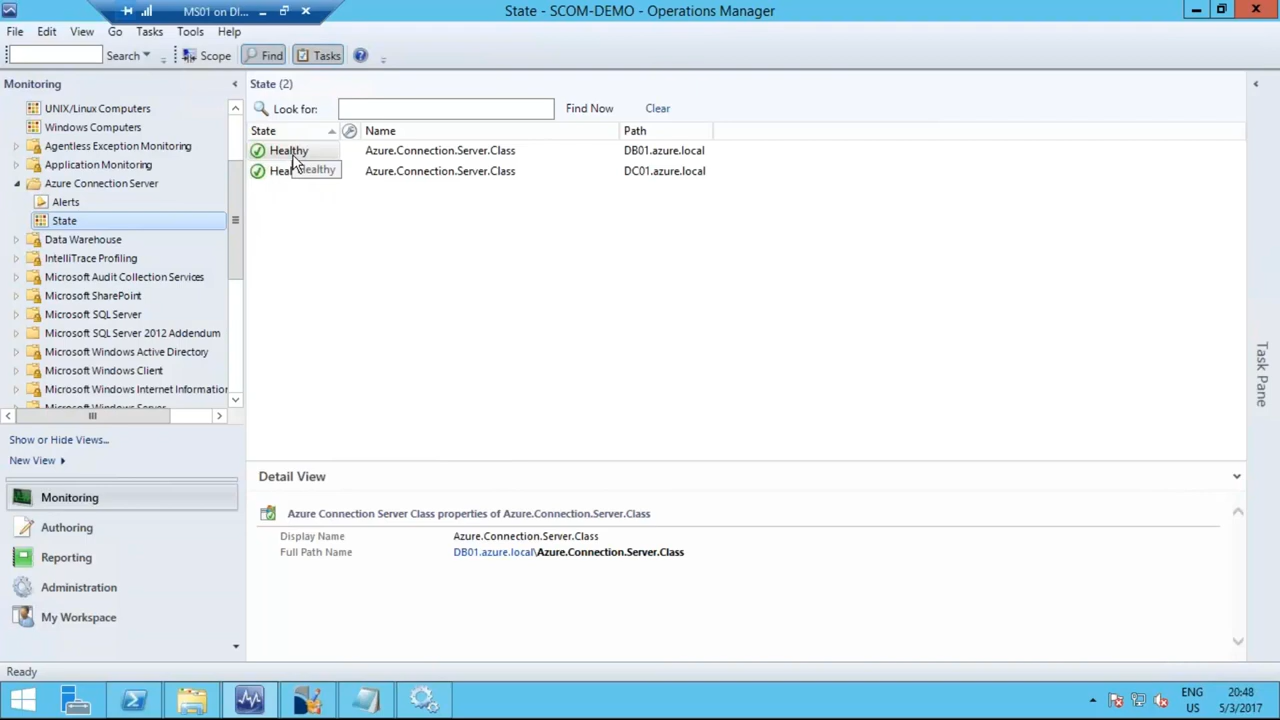 MS01 on DI...
State - SCOM-DEMO - Operations Manager
File Edit View Go Tasks Tools Help
Search Scope Find Tasks
Monitoring
State (2)
Look for: Find Now Clear
State Name Path
Healthy Azure.Connection.Server.Class DB01.azure.local
Azure.Connection.Server.Class DC01.azure.local
Healthy
UNIX/Linux Computers
Windows Computers
Agentless Exception Monitoring
Application Monitoring
Azure Connection Server
Alerts
State
Data Warehouse
IntelliTrace Profiling
Microsoft Audit Collection Services
Microsoft SharePoint
Microsoft SQL Server
Microsoft SQL Server 2012 Addendum
Microsoft Windows Active Directory
Microsoft Windows Client
Microsoft Windows Internet Information
Microsoft Windows Server
Show or Hide Views...
New View
Monitoring
Authoring
Reporting
Administration
My Workspace
Task Pane
Detail View
Azure Connection Server Class properties of Azure.Connection.Server.Class
Display Name Azure.Connection.Server.Class
Full Path Name DB01.azure.local\Azure.Connection.Server.Class
Ready
ENG
US
20:48
5/3/2017